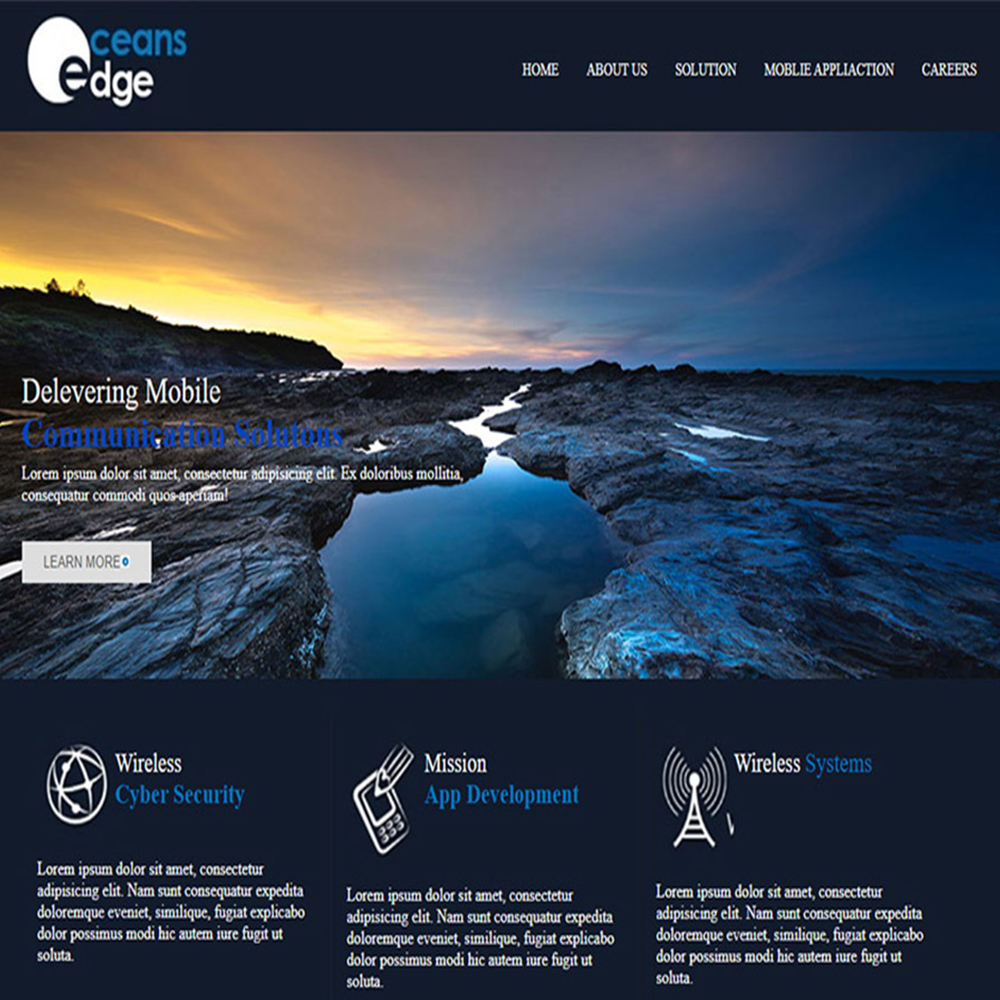 Oceans
edge
HOME ABOUT US SOLUTION MOBLIE APPLIACTION CAREERS
Delevering Mobile
Communication Solutons
Lorem ipsum dolor sit amet, consectetur adipisicing elit. Ex doloribus mollitia,
consequatur commodi quos aperiam!
LEARN MORE
Wireless
Cyber Security
Lorem ipsum dolor sit amet, consectetur
adipisicing elit. Nam sunt consequatur expedita
doloremque eveniet, similique, fugiat explicabo
dolor possimus modi hic autem iure fugit ut
soluta.
Mission
App Development
Lorem ipsum dolor sit amet, consectetur
adipisicing elit. Nam sunt consequatur expedita
doloremque eveniet, similique, fugiat explicabo
dolor possimus modi hic autem iure fugit ut
soluta.
Wireless Systems
Lorem ipsum dolor sit amet, consectetur
adipisicing elit. Nam sunt consequatur expedita
doloremque eveniet, similique, fugiat explicabo
dolor possimus modi hic autem iure fugit ut
soluta.